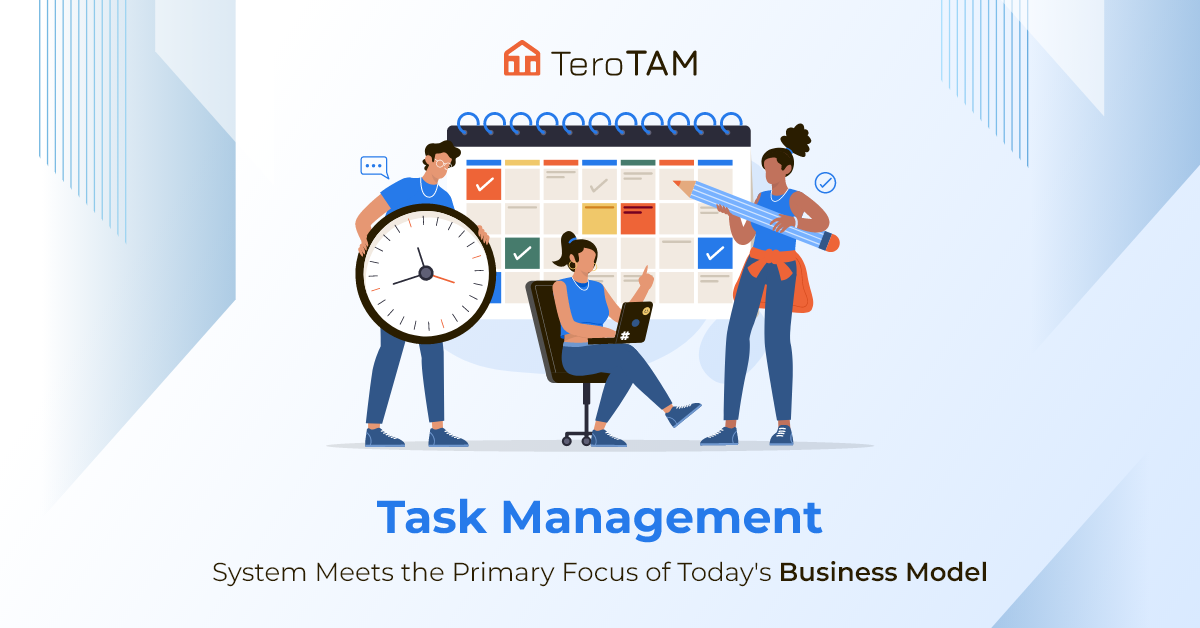 TeroTAM
#
Task Management
System Meets the Primary Focus of Today's Business Model